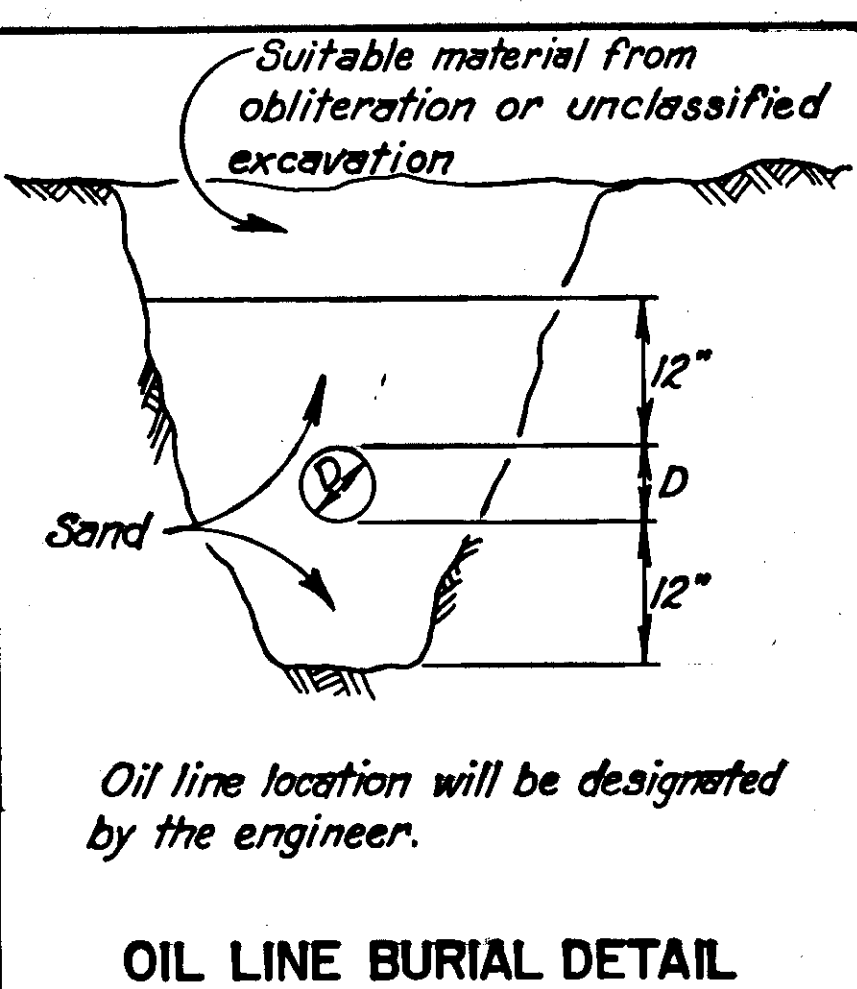 Suitable material from
obliteration or unclassified
excavation
12"
D
D
Sand
12"
Oil line location will be designated
by the engineer.
OIL LINE BURIAL DETAIL